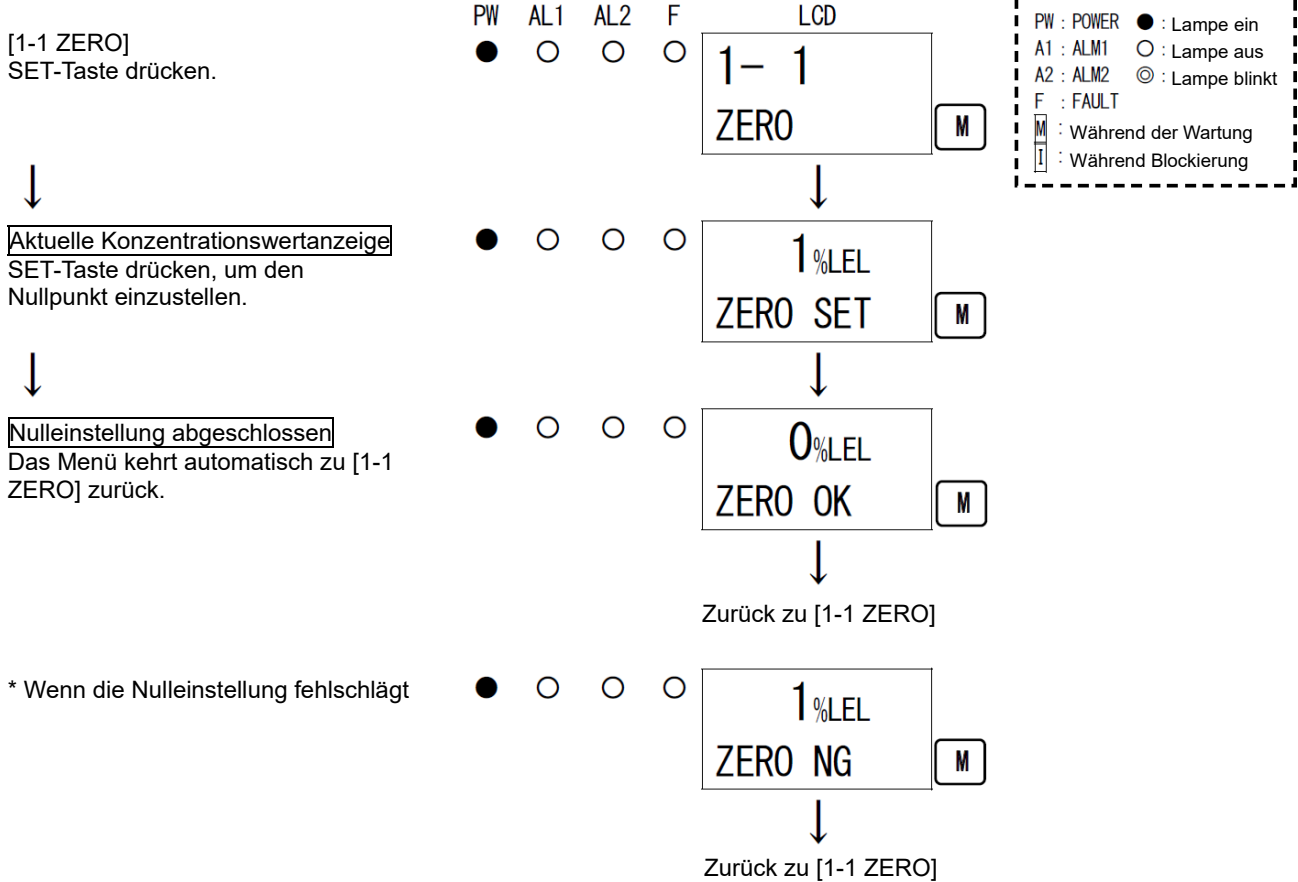 PW AL1 AL2 F LCD
PW : POWER ● : Lampe ein
A1 : ALM1 ○ : Lampe aus
A2 : ALM2 ◎ : Lampe blinkt
F : FAULT
M : Während der Wartung
I : Während Blockierung
[1-1 ZERO]
SET-Taste drücken.
● ○ ○ ○
1- 1
ZERO
M
↓ ↓
Aktuelle Konzentrationswertanzeige
SET-Taste drücken, um den
Nullpunkt einzustellen.
● ○ ○ ○
1%LEL
ZERO SET
M
↓ ↓
Nulleinstellung abgeschlossen
Das Menü kehrt automatisch zu [1-1
ZERO] zurück.
● ○ ○ ○
0%LEL
ZERO OK
M
↓
Zurück zu [1-1 ZERO]
* Wenn die Nulleinstellung fehlschlägt
● ○ ○ ○
1%LEL
ZERO NG
M
↓
Zurück zu [1-1 ZERO]